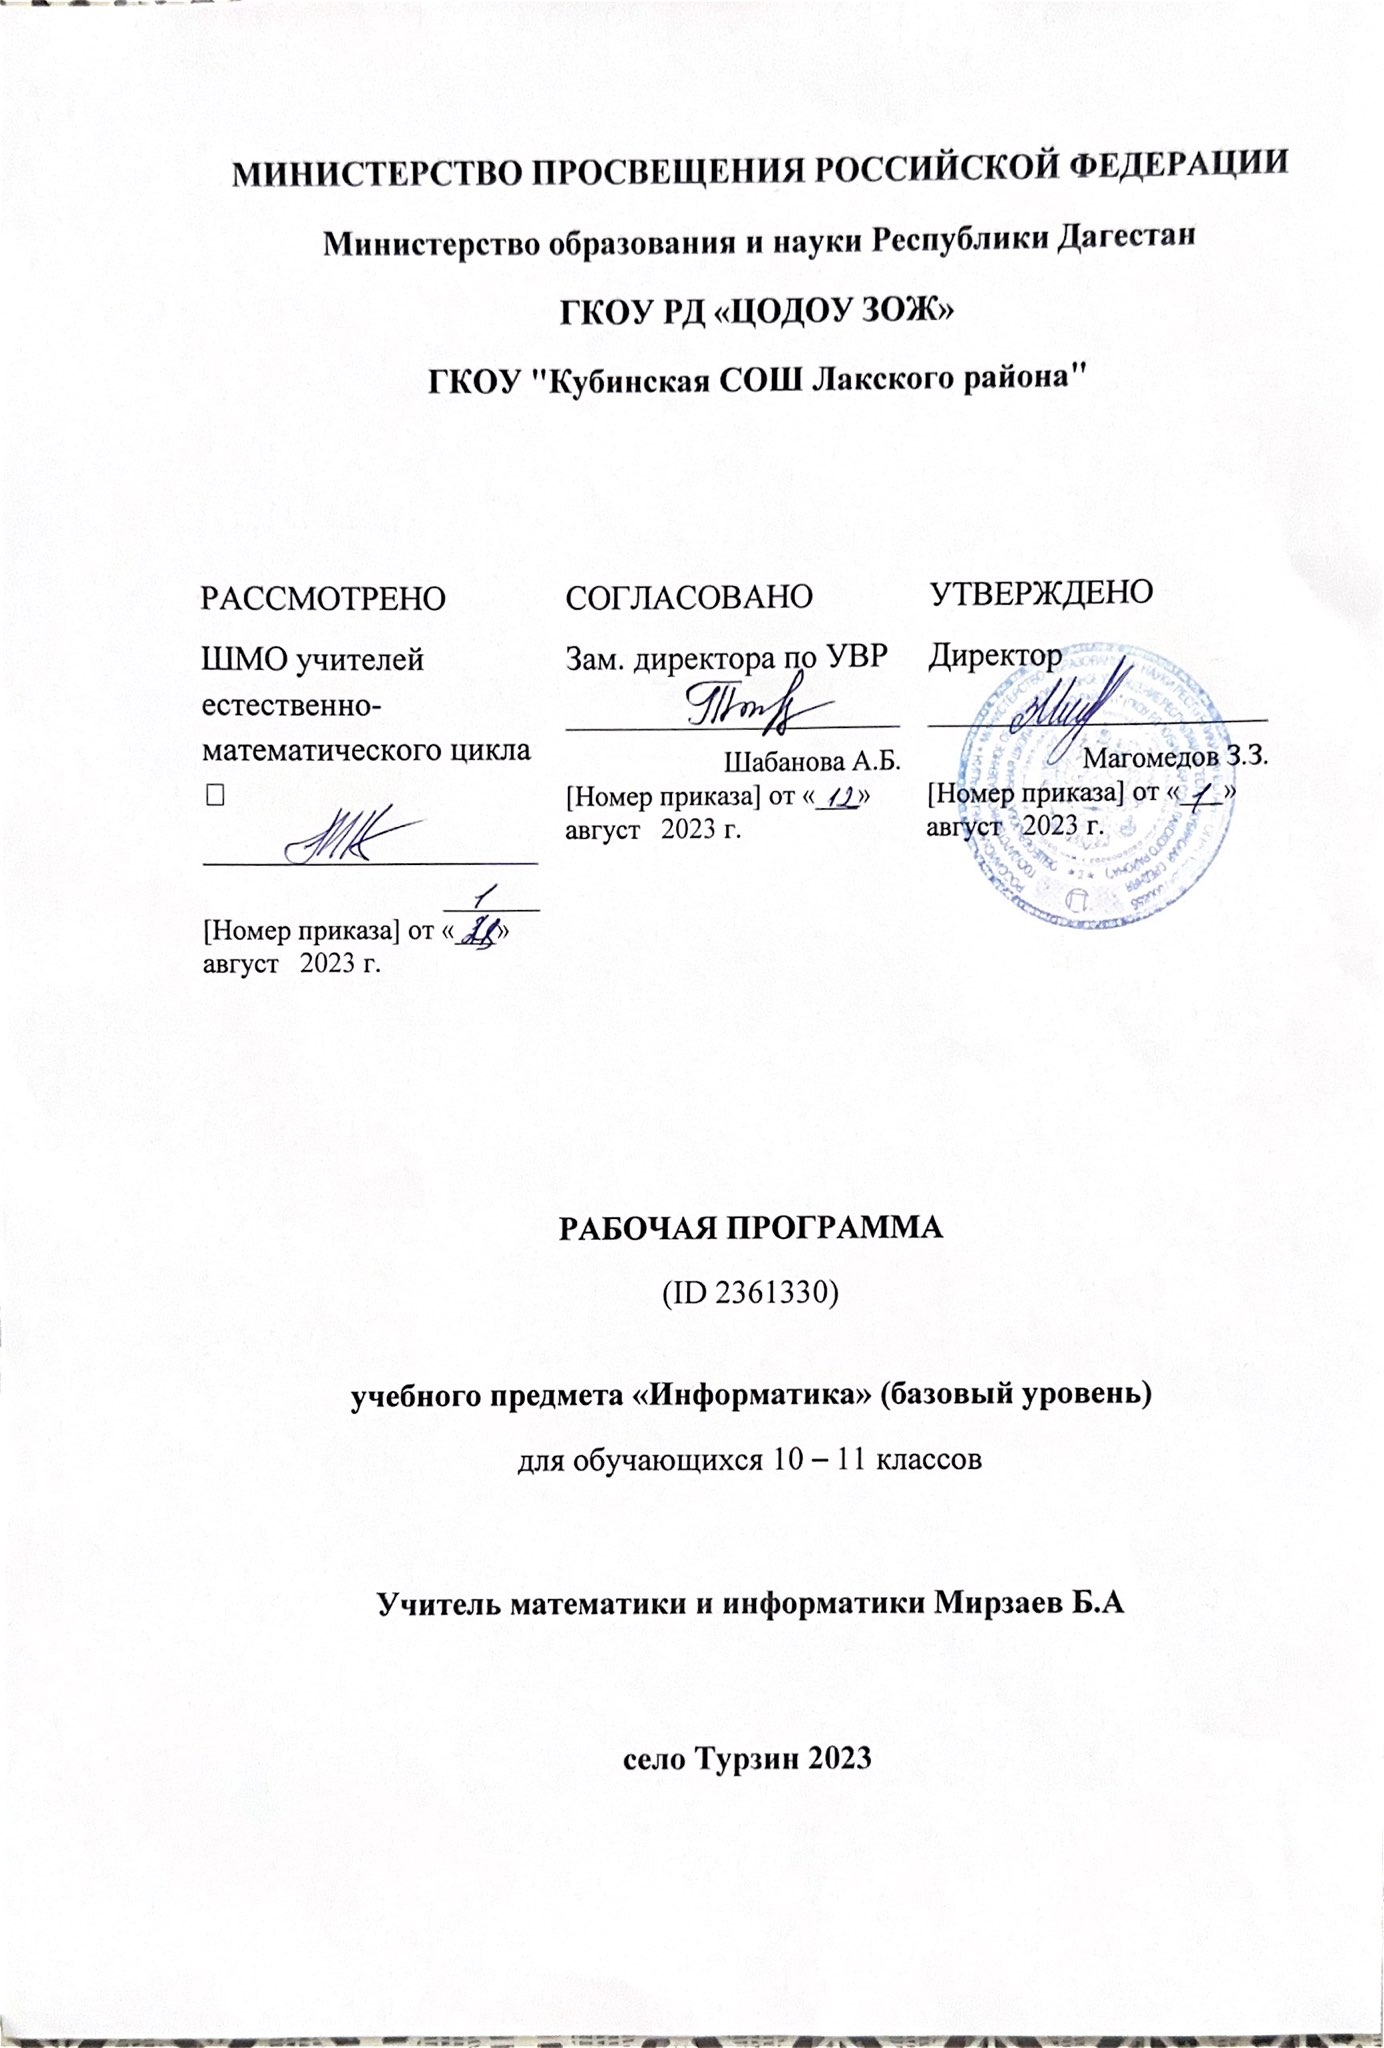 МИНИСТЕРСТВО ПРОСВЕЩЕНИЯ РОССИЙСКОЙ ФЕДЕРАЦИИ
Министерство образования и науки Республики Дагестан
ГКОУ РД «ЦОДОУ ЗОЖ»
ГКОУ "Кубинская СОШ Лакского района"
РАССМОТРЕНО
ШМО учителей
естественно-
математического цикла
1
[Номер приказа] от «»
август 2023 г.
СОГЛАСОВАНО
Зам. директора по УВР
Шабанова А.Б.
[Номер приказа] от «12»
август 2023 г.
УТВЕРЖДЕНО
Директор
Магомедов З.З.
[Номер приказа] от «1»
август 2023 г.
РАБОЧАЯ ПРОГРАММА
(ID 2361330)
учебного предмета «Информатика» (базовый уровень)
для обучающихся 10 – 11 классов
Учитель математики и информатики Мирзаев Б.А
село Турзин 2023